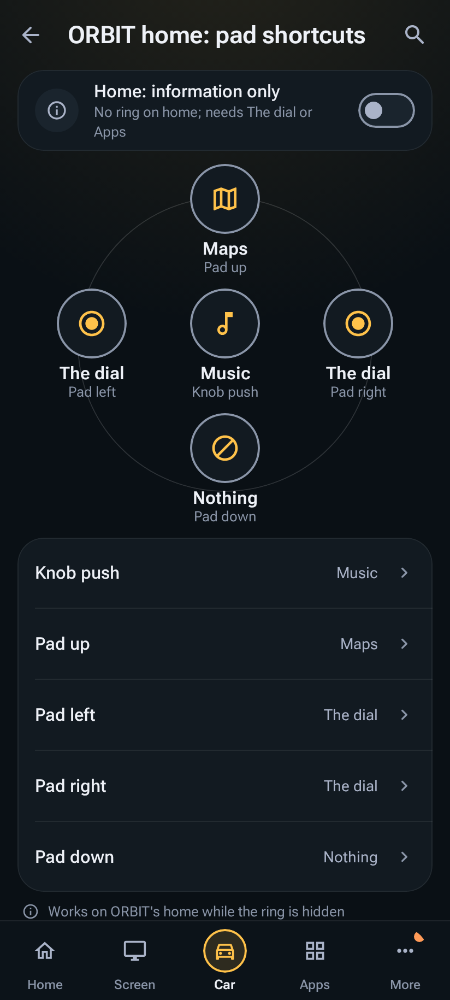 ORBIT home: pad shortcuts
Home: information only
No ring on home; needs The dial or
Apps
Maps
Pad up
The dial
Pad left
Music
Knob push
The dial
Pad right
Nothing
Pad down
Knob push Music
Pad up Maps
Pad left The dial
Pad right The dial
Pad down Nothing
Works on ORBIT's home while the ring is hidden
Home Screen Car Apps More